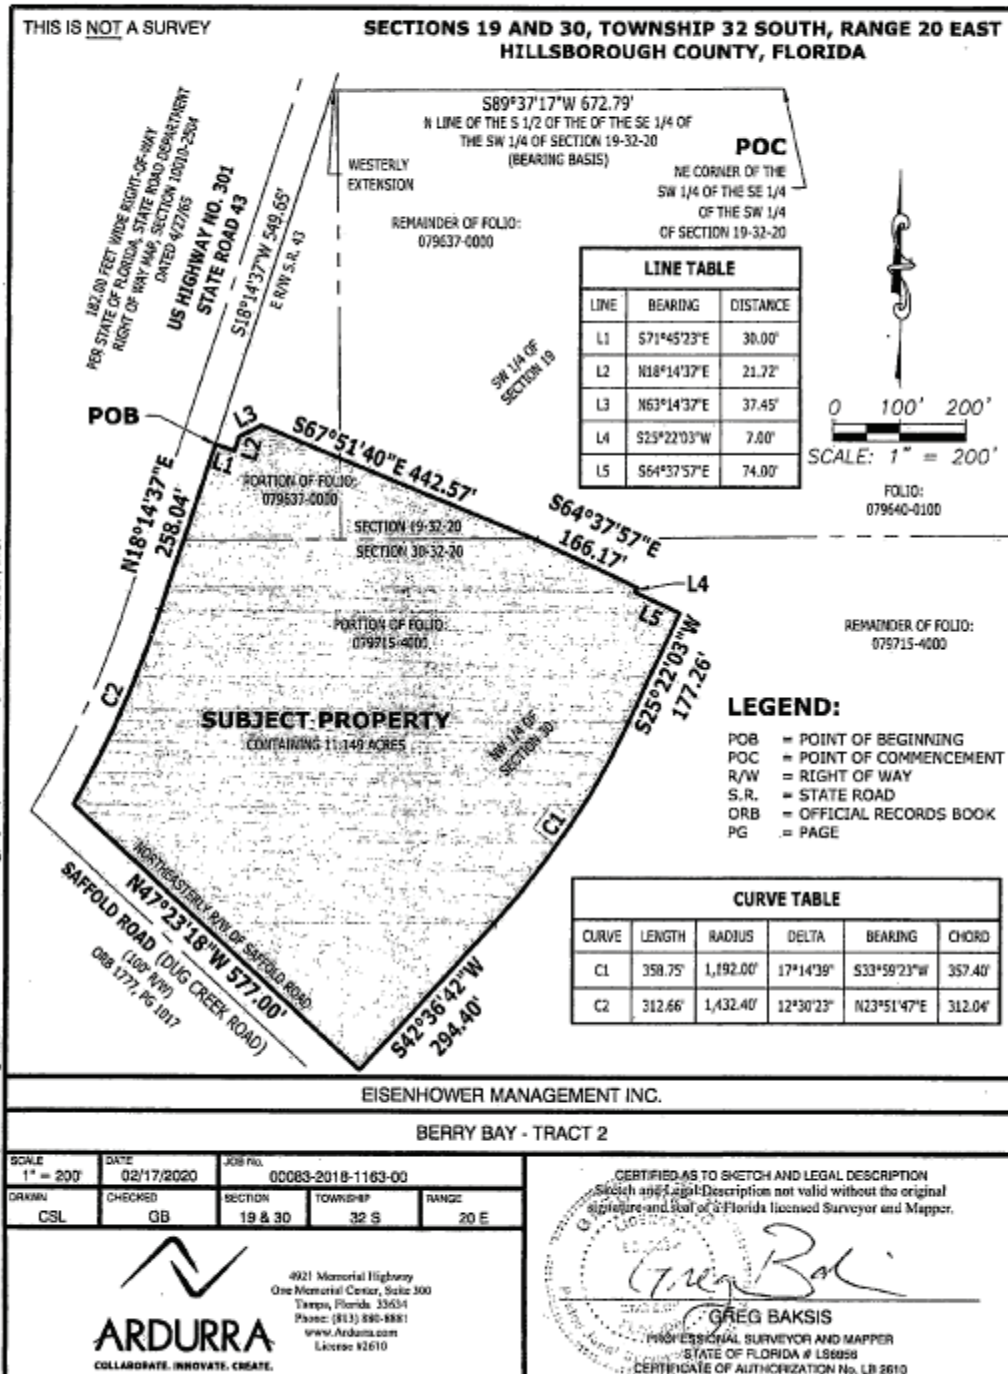 THIS IS NOT A SURVEY
SECTIONS 19 AND 30, TOWNSHIP 32 SOUTH, RANGE 20 EAST
HILLSBOROUGH COUNTY, FLORIDA
182.00 FEET WIDE RIGHT-OF-WAY
PER STATE OF FLORIDA, STATE ROAD DEPARTMENT
RIGHT OF WAY MAP, SECTION 10010-2504
DATED 4/27/65
US HIGHWAY NO. 301
STATE ROAD 43
S18°14'37"W 549.65'
E R/W S.R. 43
S89°37'17"W 672.79'
N LINE OF THE S 1/2 OF THE OF THE SE 1/4 OF
THE SW 1/4 OF SECTION 19-32-20
(BEARING BASIS)
WESTERLY
EXTENSION
REMAINDER OF FOLIO:
079637-0000
POC
NE CORNER OF THE
SW 1/4 OF THE SE 1/4
OF THE SW 1/4
OF SECTION 19-32-20
SW 1/4 OF
SECTION 19
LINE TABLE
LINE BEARING DISTANCE
L1 S71°45'23"E 30.00'
L2 N18°14'37"E 21.72'
L3 N63°14'37"E 37.45'
L4 S25°22'03"W 7.00'
L5 S64°37'57"E 74.00'
0 100' 200'
SCALE: 1" = 200'
FOLIO:
079640-0100
POB
L1
L2
L3
S67°51'40"E 442.57'
PORTION OF FOLIO:
079637-0000
SECTION 19-32-20
SECTION 30-32-20
S64°37'57"E
166.17'
L4
L5
N18°14'37"E
258.04'
PORTION OF FOLIO:
079715-4000
REMAINDER OF FOLIO:
079715-4000
S25°22'03"W
177.26'
C2
SUBJECT PROPERTY
CONTAINING 11.149 ACRES
NW 1/4 OF
SECTION 30
C1
LEGEND:
POB = POINT OF BEGINNING
POC = POINT OF COMMENCEMENT
R/W = RIGHT OF WAY
S.R. = STATE ROAD
ORB = OFFICIAL RECORDS BOOK
PG = PAGE
NORTHEASTERLY R/W OF SAFFOLD ROAD
N47°23'18"W 577.00'
SAFFOLD ROAD (DUG CREEK ROAD)
(100' R/W)
ORB 1777, PG 1017
S42°36'42"W
294.40'
CURVE TABLE
CURVE LENGTH RADIUS DELTA BEARING CHORD
C1 358.75' 1,192.00' 17°14'39" S33°59'23"W 357.40'
C2 312.66' 1,432.40' 12°30'23" N23°51'47"E 312.04'
EISENHOWER MANAGEMENT INC.
BERRY BAY - TRACT 2
SCALE
1" = 200'
DATE
02/17/2020
JOB No.
00083-2018-1163-00
DRAWN
CSL
CHECKED
GB
SECTION
19 & 30
TOWNSHIP
32 S
RANGE
20 E
4921 Memorial Highway
One Memorial Center, Suite 300
Tampa, Florida 33634
Phone: (813) 880-8881
www.Ardurra.com
License #2610
ARDURRA
COLLABORATE. INNOVATE. CREATE.
CERTIFIED AS TO SKETCH AND LEGAL DESCRIPTION
Sketch and Legal Description not valid without the original
signature and seal of a Florida licensed Surveyor and Mapper.
GREG BAKSIS
PROFESSIONAL SURVEYOR AND MAPPER
STATE OF FLORIDA #
CERTIFICATE OF AUTHORIZATION No. LB 2610